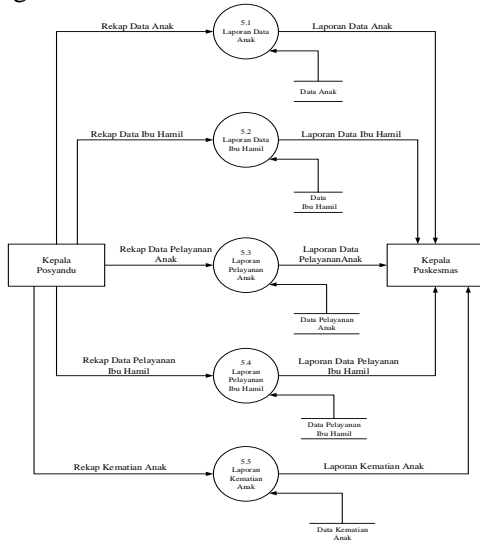 Rekap Data Anak
5.1
Laporan Data
Anak
Laporan Data Anak
Data Anak
Rekap Data Ibu Hamil
5.2
Laporan Data
Ibu Hamil
Laporan Data Ibu Hamil
Data
Ibu Hamil
Kepala
Posyandu
Rekap Data Pelayanan
Anak
5.3
Laporan
Pelayanan
Anak
Laporan Data
PelayananAnak
Kepala
Puskesmas
Data Pelayanan
Anak
Rekap Data Pelayanan
Ibu Hamil
5.4
Laporan
Pelayanan
Ibu Hamil
Laporan Data Pelayanan
Ibu Hamil
Data Pelayanan
Ibu Hamil
Rekap Kematian Anak
5.5
Laporan
Kematian
Anak
Laporan Kematian Anak
Data Kematian
Anak